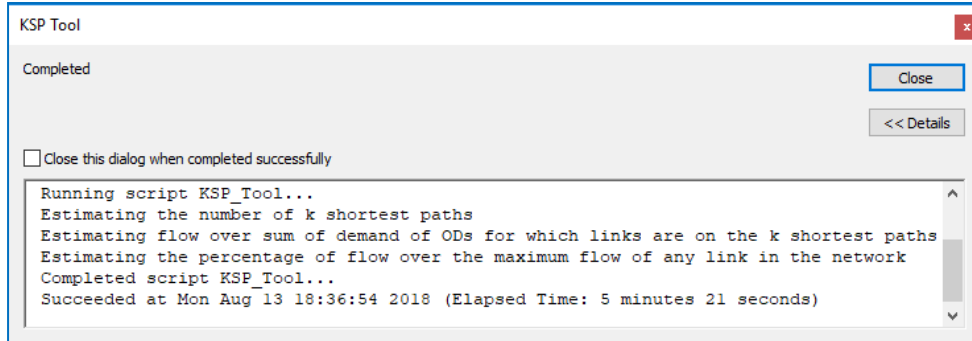 KSP Tool
x
Completed
Close
<< Details
Close this dialog when completed successfully
Running script KSP_Tool...
Estimating the number of k shortest paths
Estimating flow over sum of demand of ODs for which links are on the k shortest paths
Estimating the percentage of flow over the maximum flow of any link in the network
Completed script KSP_Tool...
Succeeded at Mon Aug 13 18:36:54 2018 (Elapsed Time: 5 minutes 21 seconds)